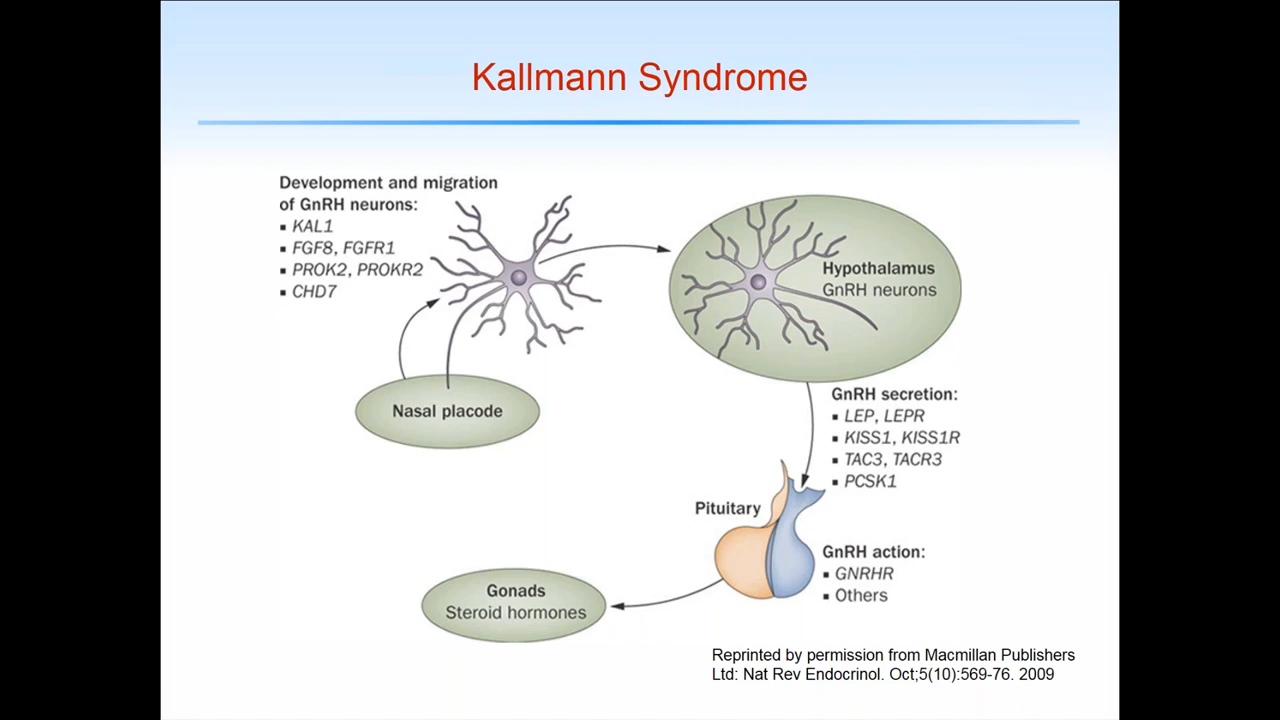 Kallmann Syndrome
Development and migration
of GnRH neurons:
▪ KAL1
▪ FGF8, FGFR1
▪ PROK2, PROKR2
▪ CHD7
Hypothalamus
GnRH neurons
Nasal placode
GnRH secretion:
▪ LEP, LEPR
▪ KISS1, KISS1R
▪ TAC3, TACR3
▪ PCSK1
Pituitary
GnRH action:
▪ GNRHR
▪ Others
Gonads
Steroid hormones
Reprinted by permission from Macmillan Publishers
Ltd: Nat Rev Endocrinol. Oct;5(10):569-76. 2009